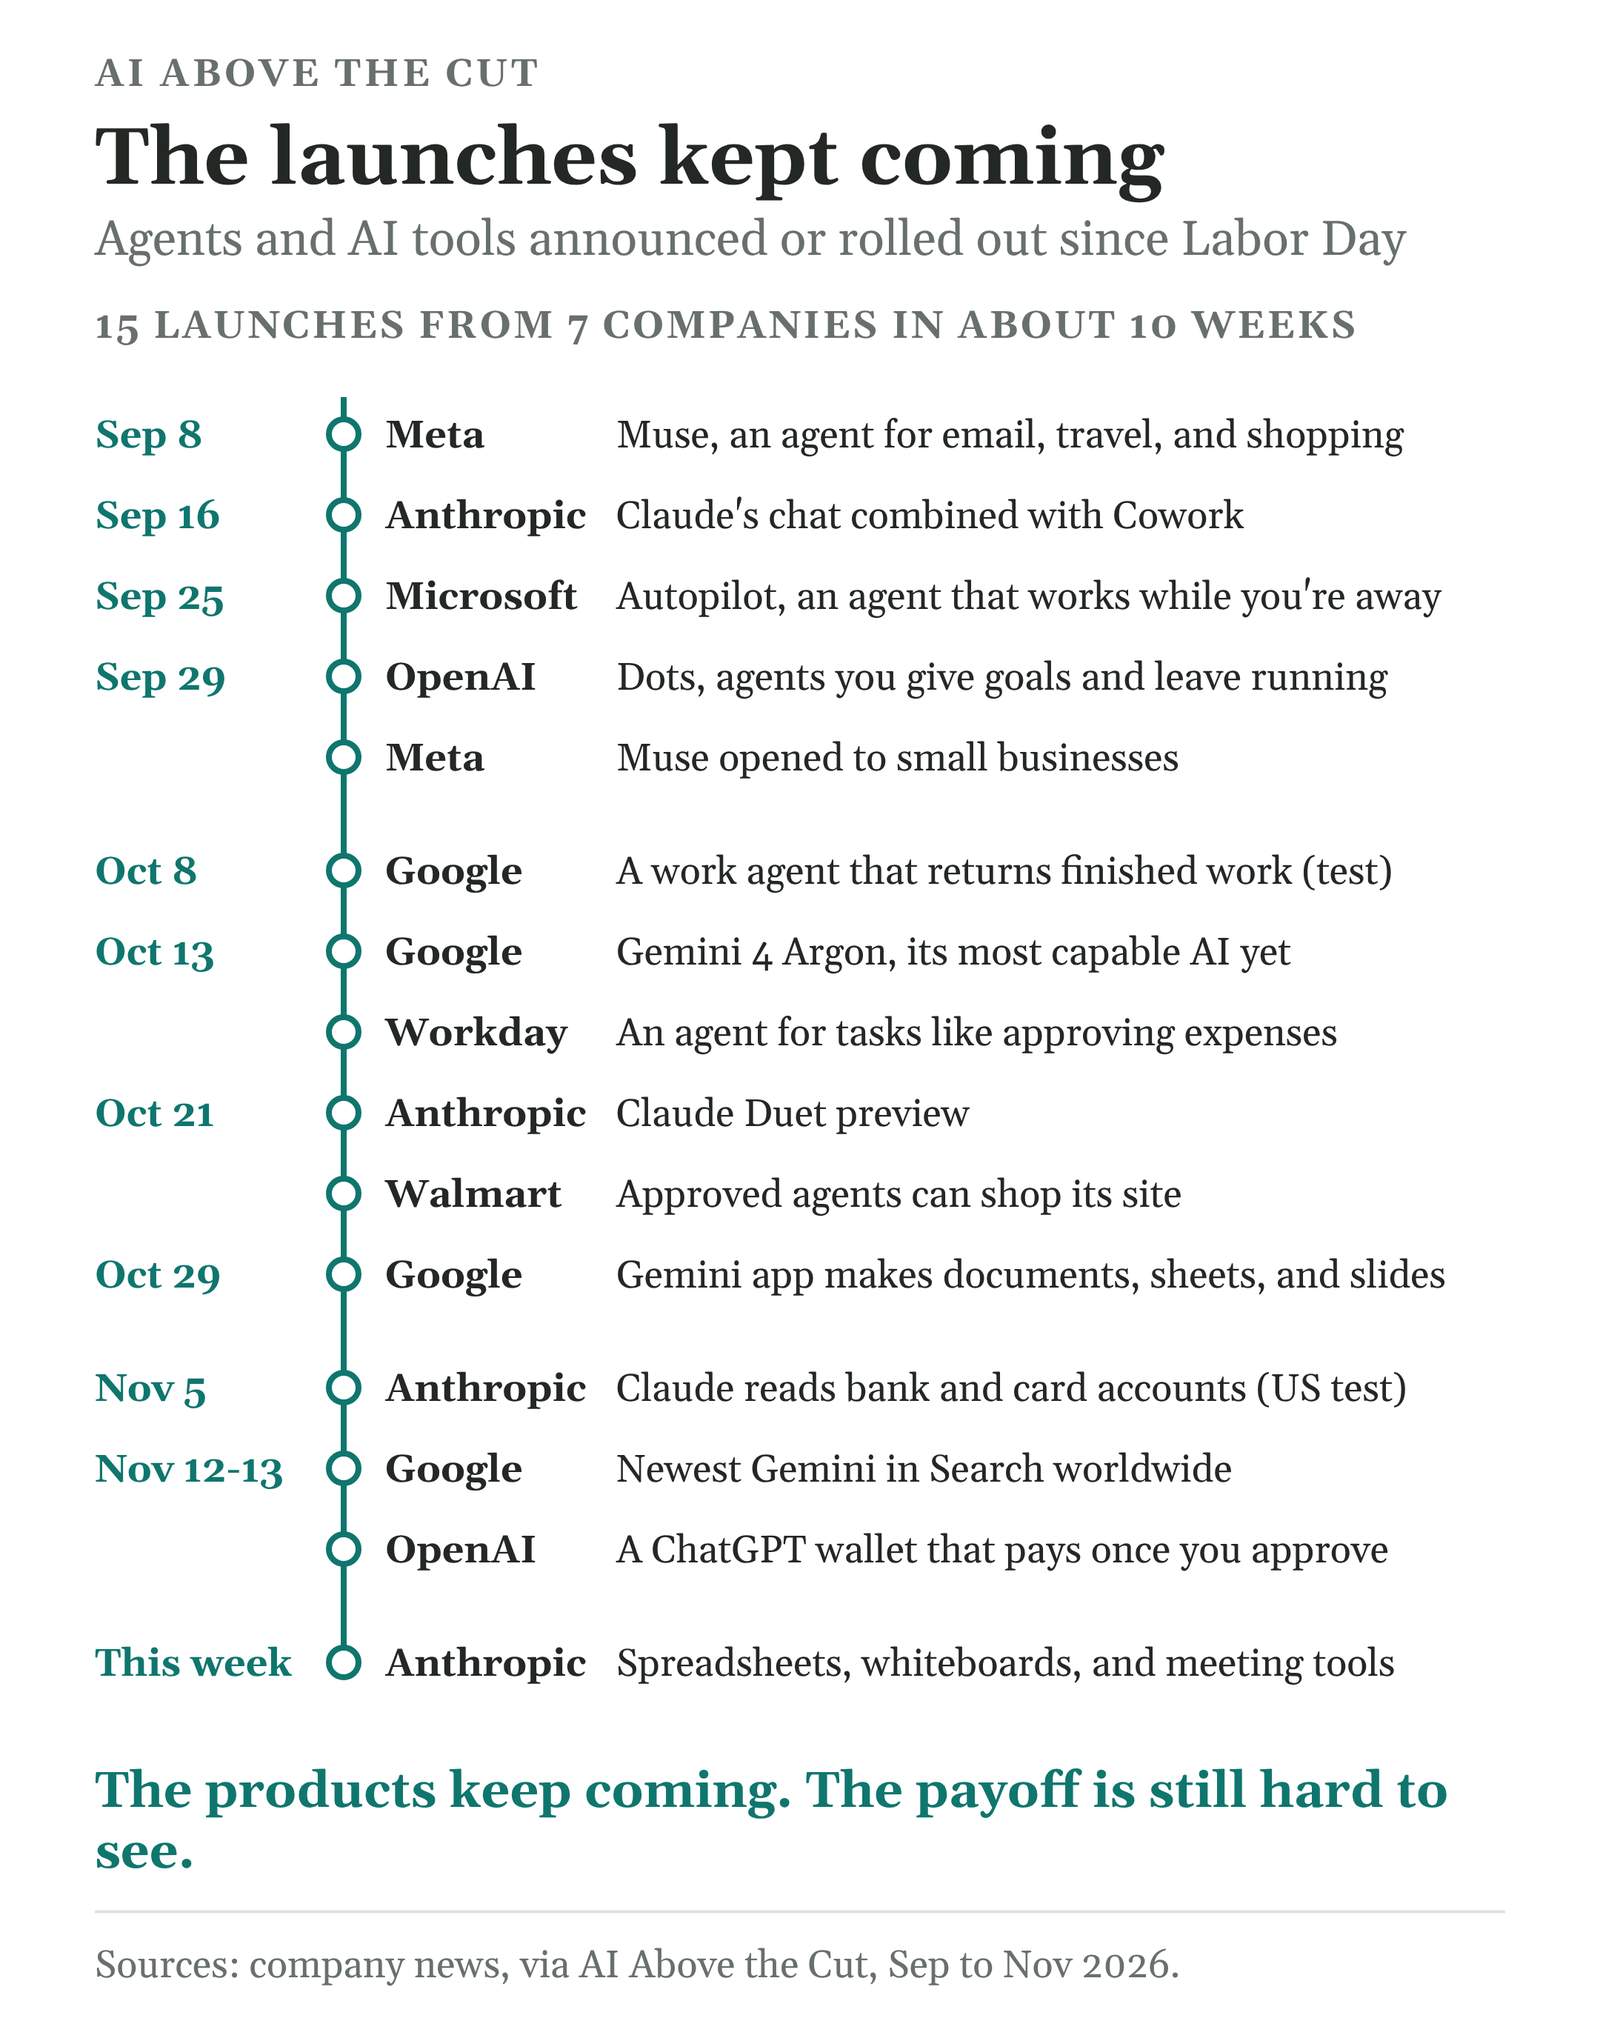 AI ABOVE THE CUT
The launches kept coming
Agents and AI tools announced or rolled out since Labor Day
15 LAUNCHES FROM 7 COMPANIES IN ABOUT 10 WEEKS
Sep 8 Meta Muse, an agent for email, travel, and shopping
Sep 16 Anthropic Claude's chat combined with Cowork
Sep 25 Microsoft Autopilot, an agent that works while you're away
Sep 29 OpenAI Dots, agents you give goals and leave running
Meta Muse opened to small businesses
Oct 8 Google A work agent that returns finished work (test)
Oct 13 Google Gemini 4 Argon, its most capable AI yet
Workday An agent for tasks like approving expenses
Oct 21 Anthropic Claude Duet preview
Walmart Approved agents can shop its site
Oct 29 Google Gemini app makes documents, sheets, and slides
Nov 5 Anthropic Claude reads bank and card accounts (US test)
Nov 12-13 Google Newest Gemini in Search worldwide
OpenAI A ChatGPT wallet that pays once you approve
This week Anthropic Spreadsheets, whiteboards, and meeting tools
The products keep coming. The payoff is still hard to
see.
Sources: company news, via AI Above the Cut, Sep to Nov 2026.